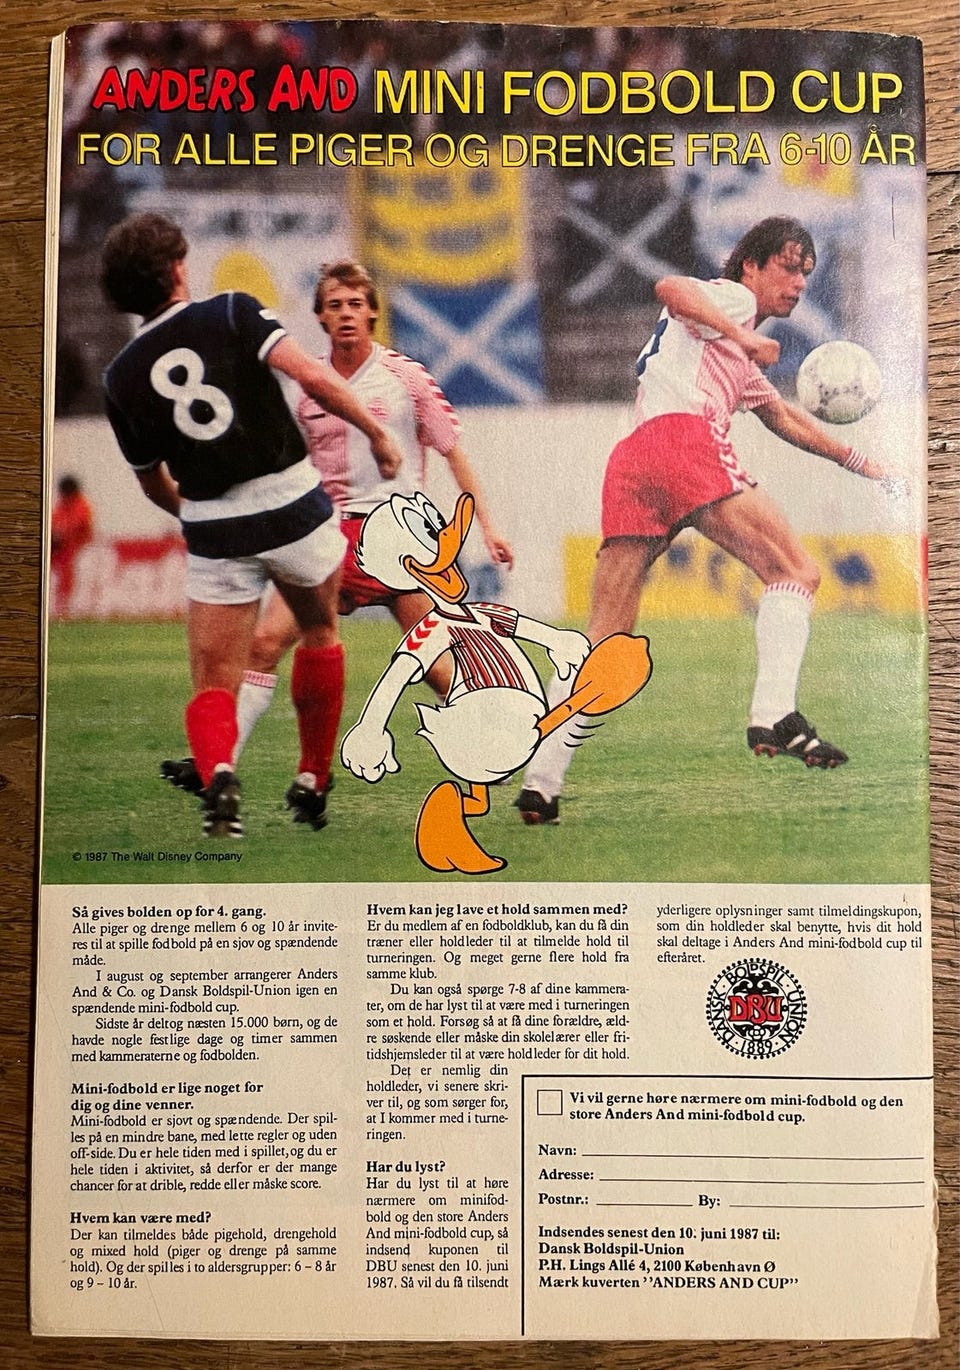 ANDERS AND MINI FODBOLD CUP
FOR ALLE PIGER OG DRENGE FRA 6-10 ÅR
8
© 1987 The Walt Disney Company
Så gives bolden op for 4. gang.
Alle piger og drenge mellem 6 og 10 år invite-
res til at spille fodbold på en sjov og spændende
måde.
I august og september arrangerer Anders
And & Co. og Dansk Boldspil-Union igen en
spændende mini-fodbold cup.
Sidste år deltog næsten 15.000 børn, og de
havde nogle festlige dage og timer sammen
med kammeraterne og fodbolden.
Mini-fodbold er lige noget for
dig og dine venner.
Mini-fodbold er sjovt og spændende. Der spil-
les på en mindre bane, med lette regler og uden
off-side. Du er hele tiden med i spillet, og du er
hele tiden i aktivitet, så derfor er der mange
chancer for at drible, redde eller måske score.
Hvem kan være med?
Der kan tilmeldes både pigehold, drengehold
og mixed hold (piger og drenge på samme
hold). Og der spilles i to aldersgrupper: 6 - 8 år
og 9 - 10 år.
Hvem kan jeg lave et hold sammen med?
Er du medlem af en fodboldklub, kan du få din
træner eller holdleder til at tilmelde hold til
turneringen. Og meget gerne flere hold fra
samme klub.
Du kan også spørge 7-8 af dine kammera-
ter, om de har lyst til at være med i turneringen
som et hold. Forsøg så at få dine forældre, æld-
re søskende eller måske din skolelærer eller fri-
tidshjemsleder til at være holdleder for dit hold.
Det er nemlig din
holdleder, vi senere skri-
ver til, og som sørger for,
at I kommer med i turne-
ringen.
Har du lyst?
Har du lyst til at høre
nærmere om minifod-
bold og den store Anders
And mini-fodbold cup, så
indsend kuponen til
DBU senest den 10. juni
1987. Så vil du få tilsendt
yderligere oplysninger samt tilmeldingskupon,
som din holdleder skal benytte, hvis dit hold
skal deltage i Anders And mini-fodbold cup til
efteråret.
DANSK BOLDSPIL-UNION
DBU
1889
Vi vil gerne høre nærmere om mini-fodbold og den
store Anders And mini-fodbold cup.
Navn:
Adresse:
Postnr.: By:
Indsendes senest den 10. juni 1987 til:
Dansk Boldspil-Union
P.H. Lings Allé 4, 2100 København Ø
Mærk kuverten "ANDERS AND CUP"